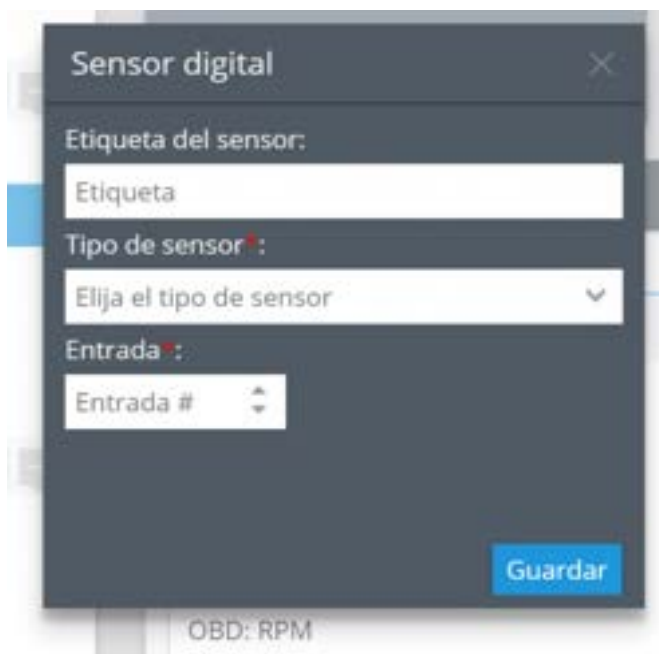 Sensor digital
Etiqueta del sensor:
Etiqueta
Tipo de sensor*:
Elija el tipo de sensor
Entrada*:
Entrada #
Guardar
OBD: RPM